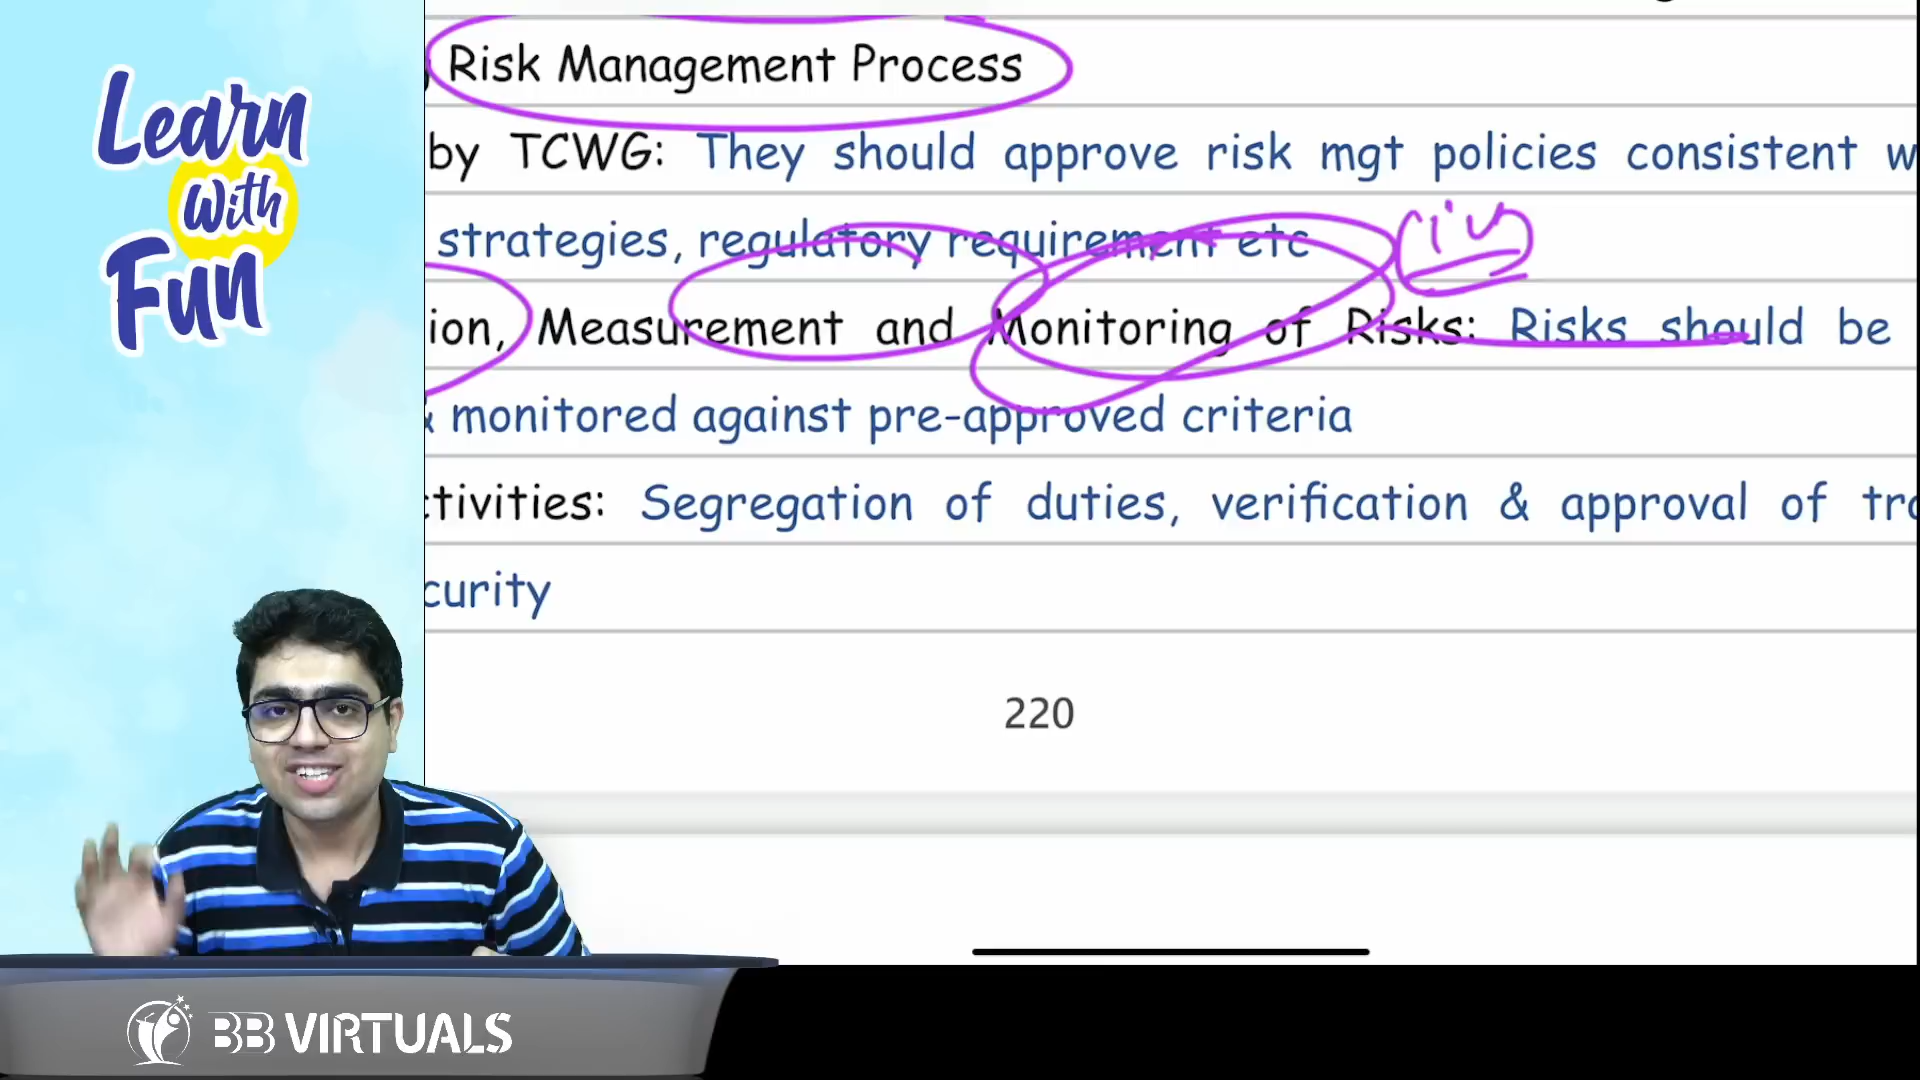 Learn
with
Fun
Risk Management Process
by TCWG: They should approve risk mgt policies consistent
strategies, regulatory requirement etc
ion, Measurement and Monitoring of Risks: Risks should be
& monitored against pre-approved criteria
ctivities: Segregation of duties, verification & approval of
curity
220
BB VIRTUALS